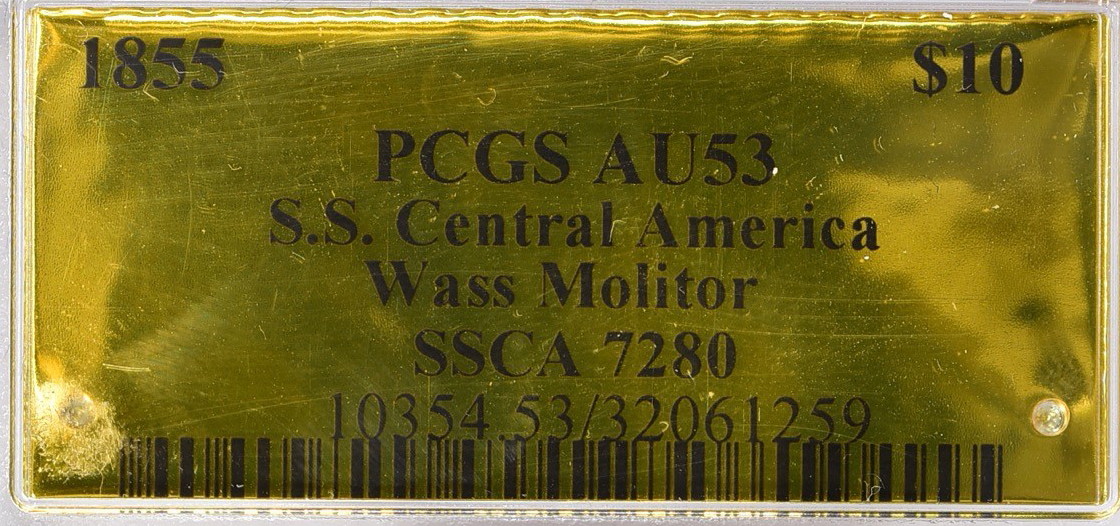 1855 $10
PCGS AU53
S.S. Central America
Wass Molitor
SSCA 7280
10354.53/32061259